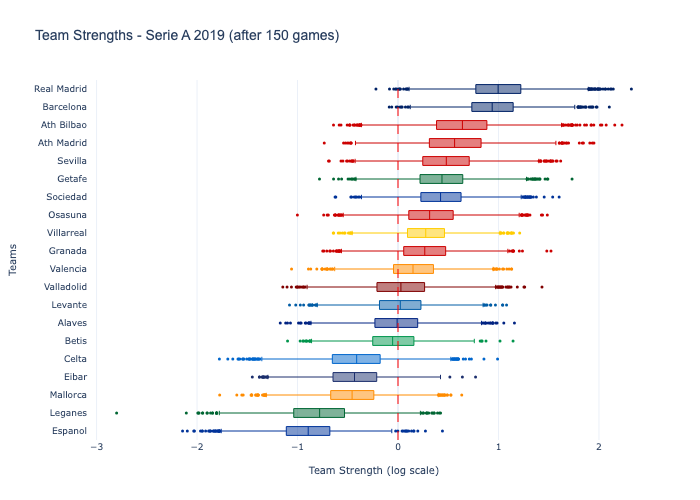 Team Strengths - Serie A 2019 (after 150 games)
Real Madrid
Barcelona
Ath Bilbao
Ath Madrid
Sevilla
Getafe
Sociedad
Osasuna
Villarreal
Granada
Valencia
Valladolid
Levante
Alaves
Betis
Celta
Eibar
Mallorca
Leganes
Espanol
Teams
−3 −2 −1 0 1 2
Team Strength (log scale)